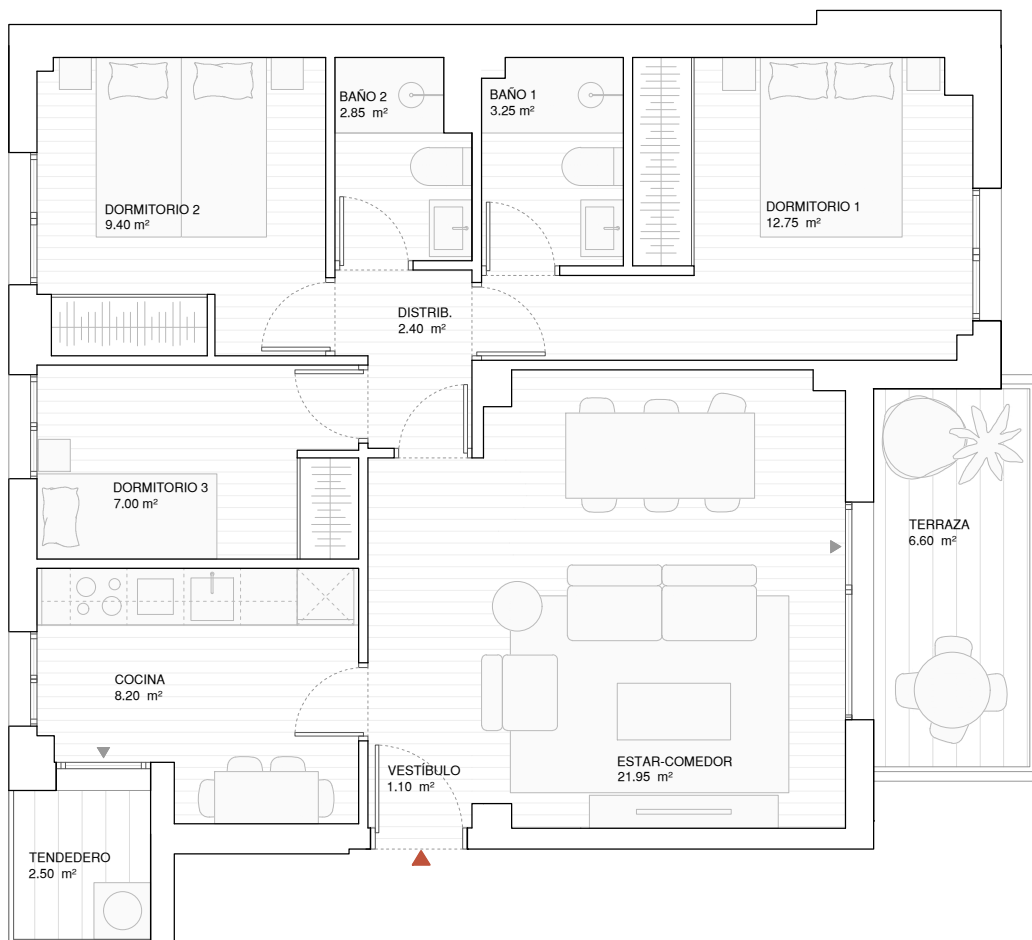 BAÑO 2
2.85 m²
BAÑO 1
3.25 m²
DORMITORIO 2
9.40 m²
DORMITORIO 1
12.75 m²
DISTRIB.
2.40 m²
DORMITORIO 3
7.00 m²
TERRAZA
6.60 m²
COCINA
8.20 m²
VESTÍBULO
1.10 m²
ESTAR-COMEDOR
21.95 m²
TENDEDERO
2.50 m²